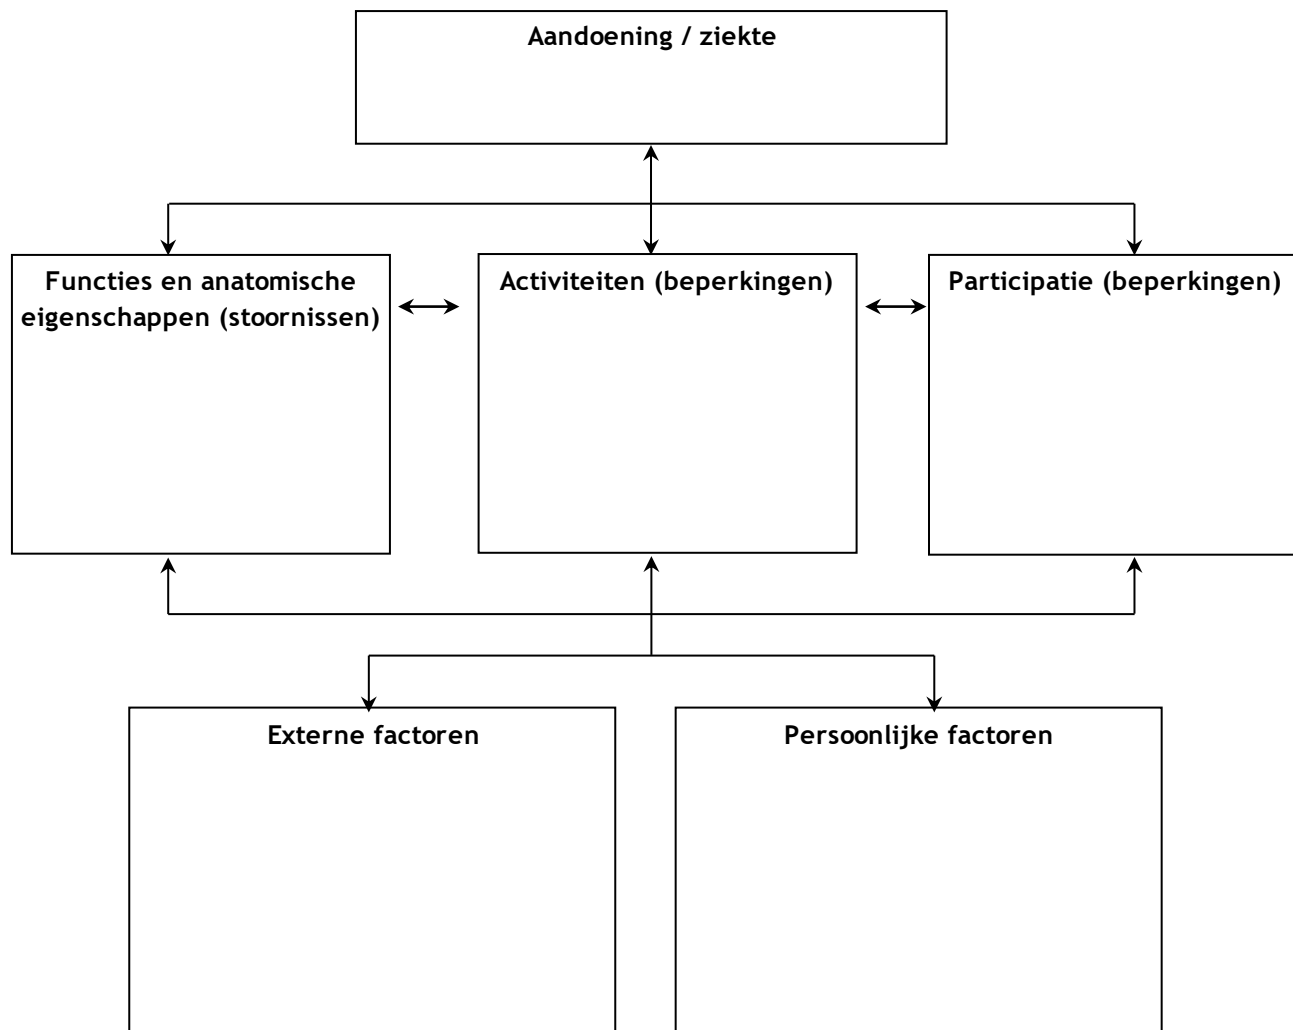 Aandoening / ziekte
Functies en anatomische
eigenschappen (stoornissen)
Activiteiten (beperkingen)
Participatie (beperkingen)
Externe factoren
Persoonlijke factoren